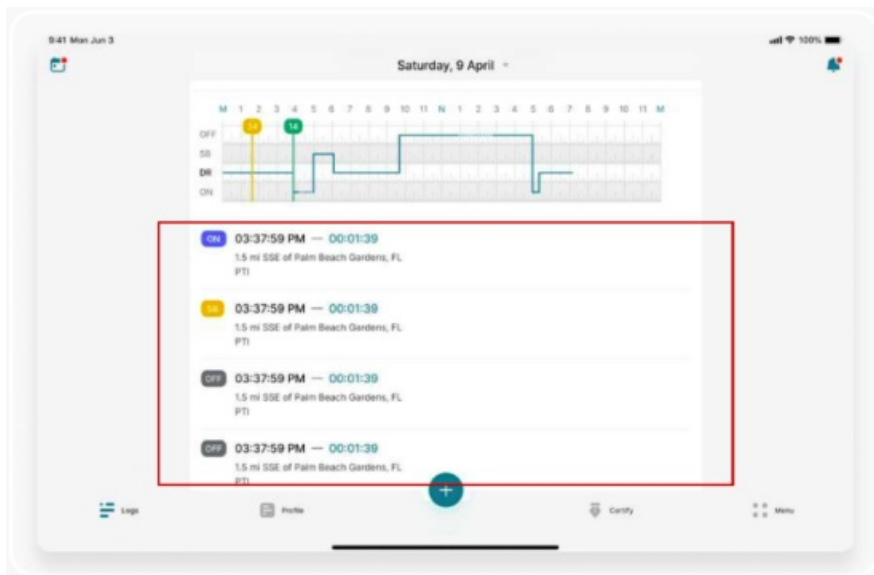 9:41 Mon Jun 3
100%
Saturday, 9 April
M 1 2 3 4 5 6 7 8 9 10 11 N 1 2 3 4 5 6 7 8 9 10 11 M
14
OFF
SB
DR
ON
ON 03:37:59 PM — 00:01:39
1.5 mi SSE of Palm Beach Gardens, FL
PTI
SB 03:37:59 PM — 00:01:39
1.5 mi SSE of Palm Beach Gardens, FL
PTI
OFF 03:37:59 PM — 00:01:39
1.5 mi SSE of Palm Beach Gardens, FL
PTI
OFF 03:37:59 PM — 00:01:39
1.5 mi SSE of Palm Beach Gardens, FL
PTI
+
Logs
Profile
Certify
Menu